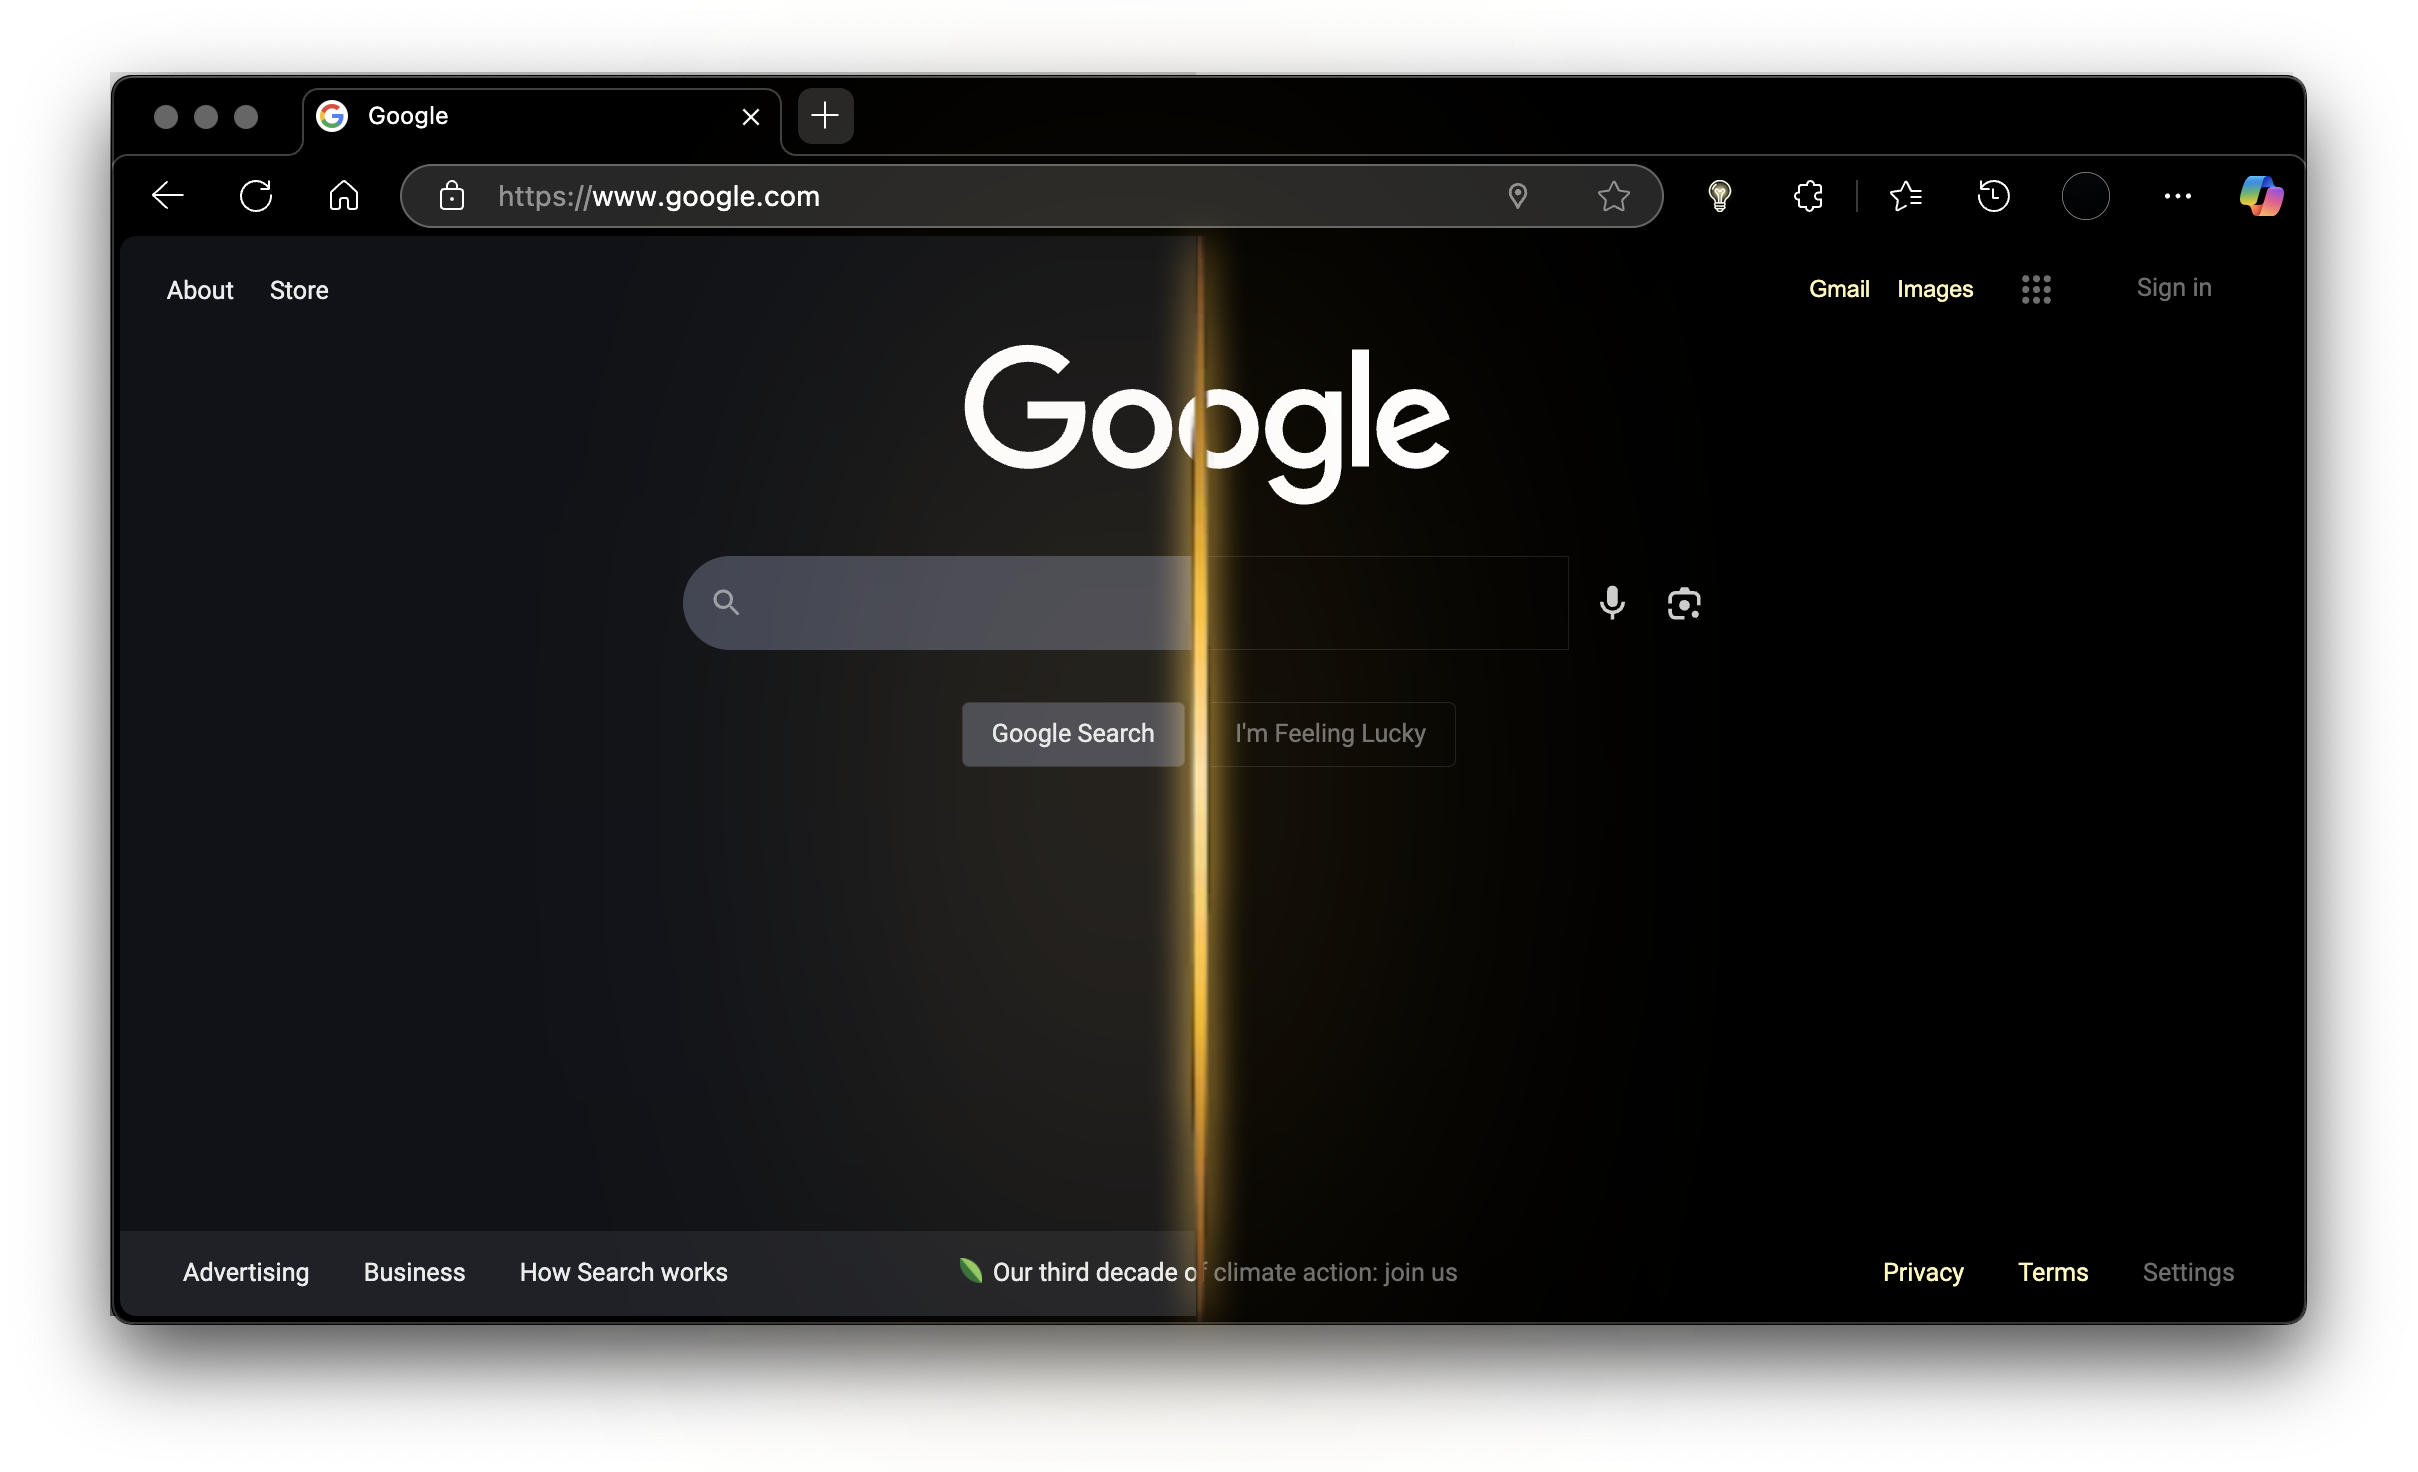 Google
https://www.google.com
About Store Gmail Images Sign in
Google
Google Search I'm Feeling Lucky
Advertising Business How Search works Our third decade of climate action: join us Privacy Terms Settings